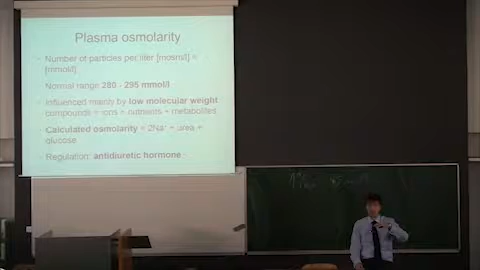 Plasma osmolarity
Number of particles per liter [mosm/l] =
[mmol/l]
Normal range 280 - 295 mmol/l
Influenced mainly by low molecular weight
compounds = ions + nutrients + metabolites
Calculated osmolarity = 2Na+ + urea +
glucose
Regulation: antidiuretic hormone